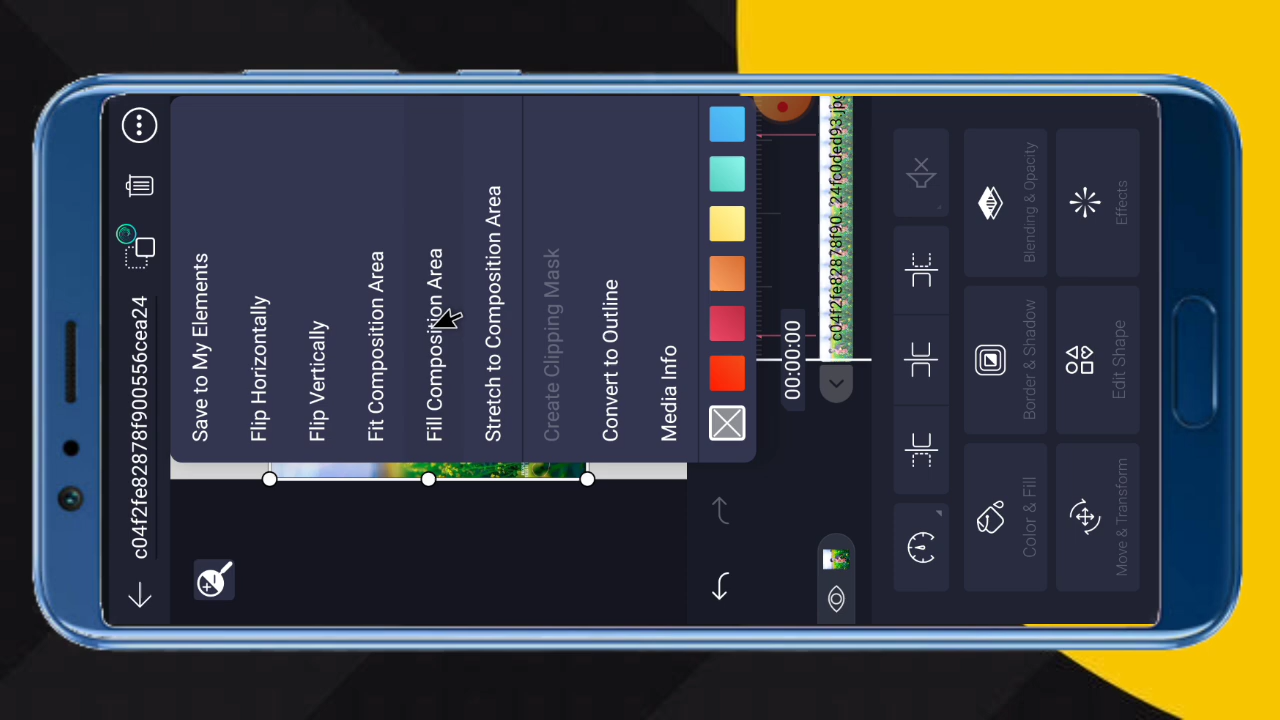 c04f2fe82878f900556cea24
Save to My Elements
Flip Horizontally
Flip Vertically
Fit Composition Area
Fill Composition Area
Stretch to Composition Area
Create Clipping Mask
Convert to Outline
Media Info
00:00:00
c04f2fe82878f90...24fc0ded93.jpg
Color & Fill
Border & Shadow
Blending & Opacity
Move & Transform
Edit Shape
Effects